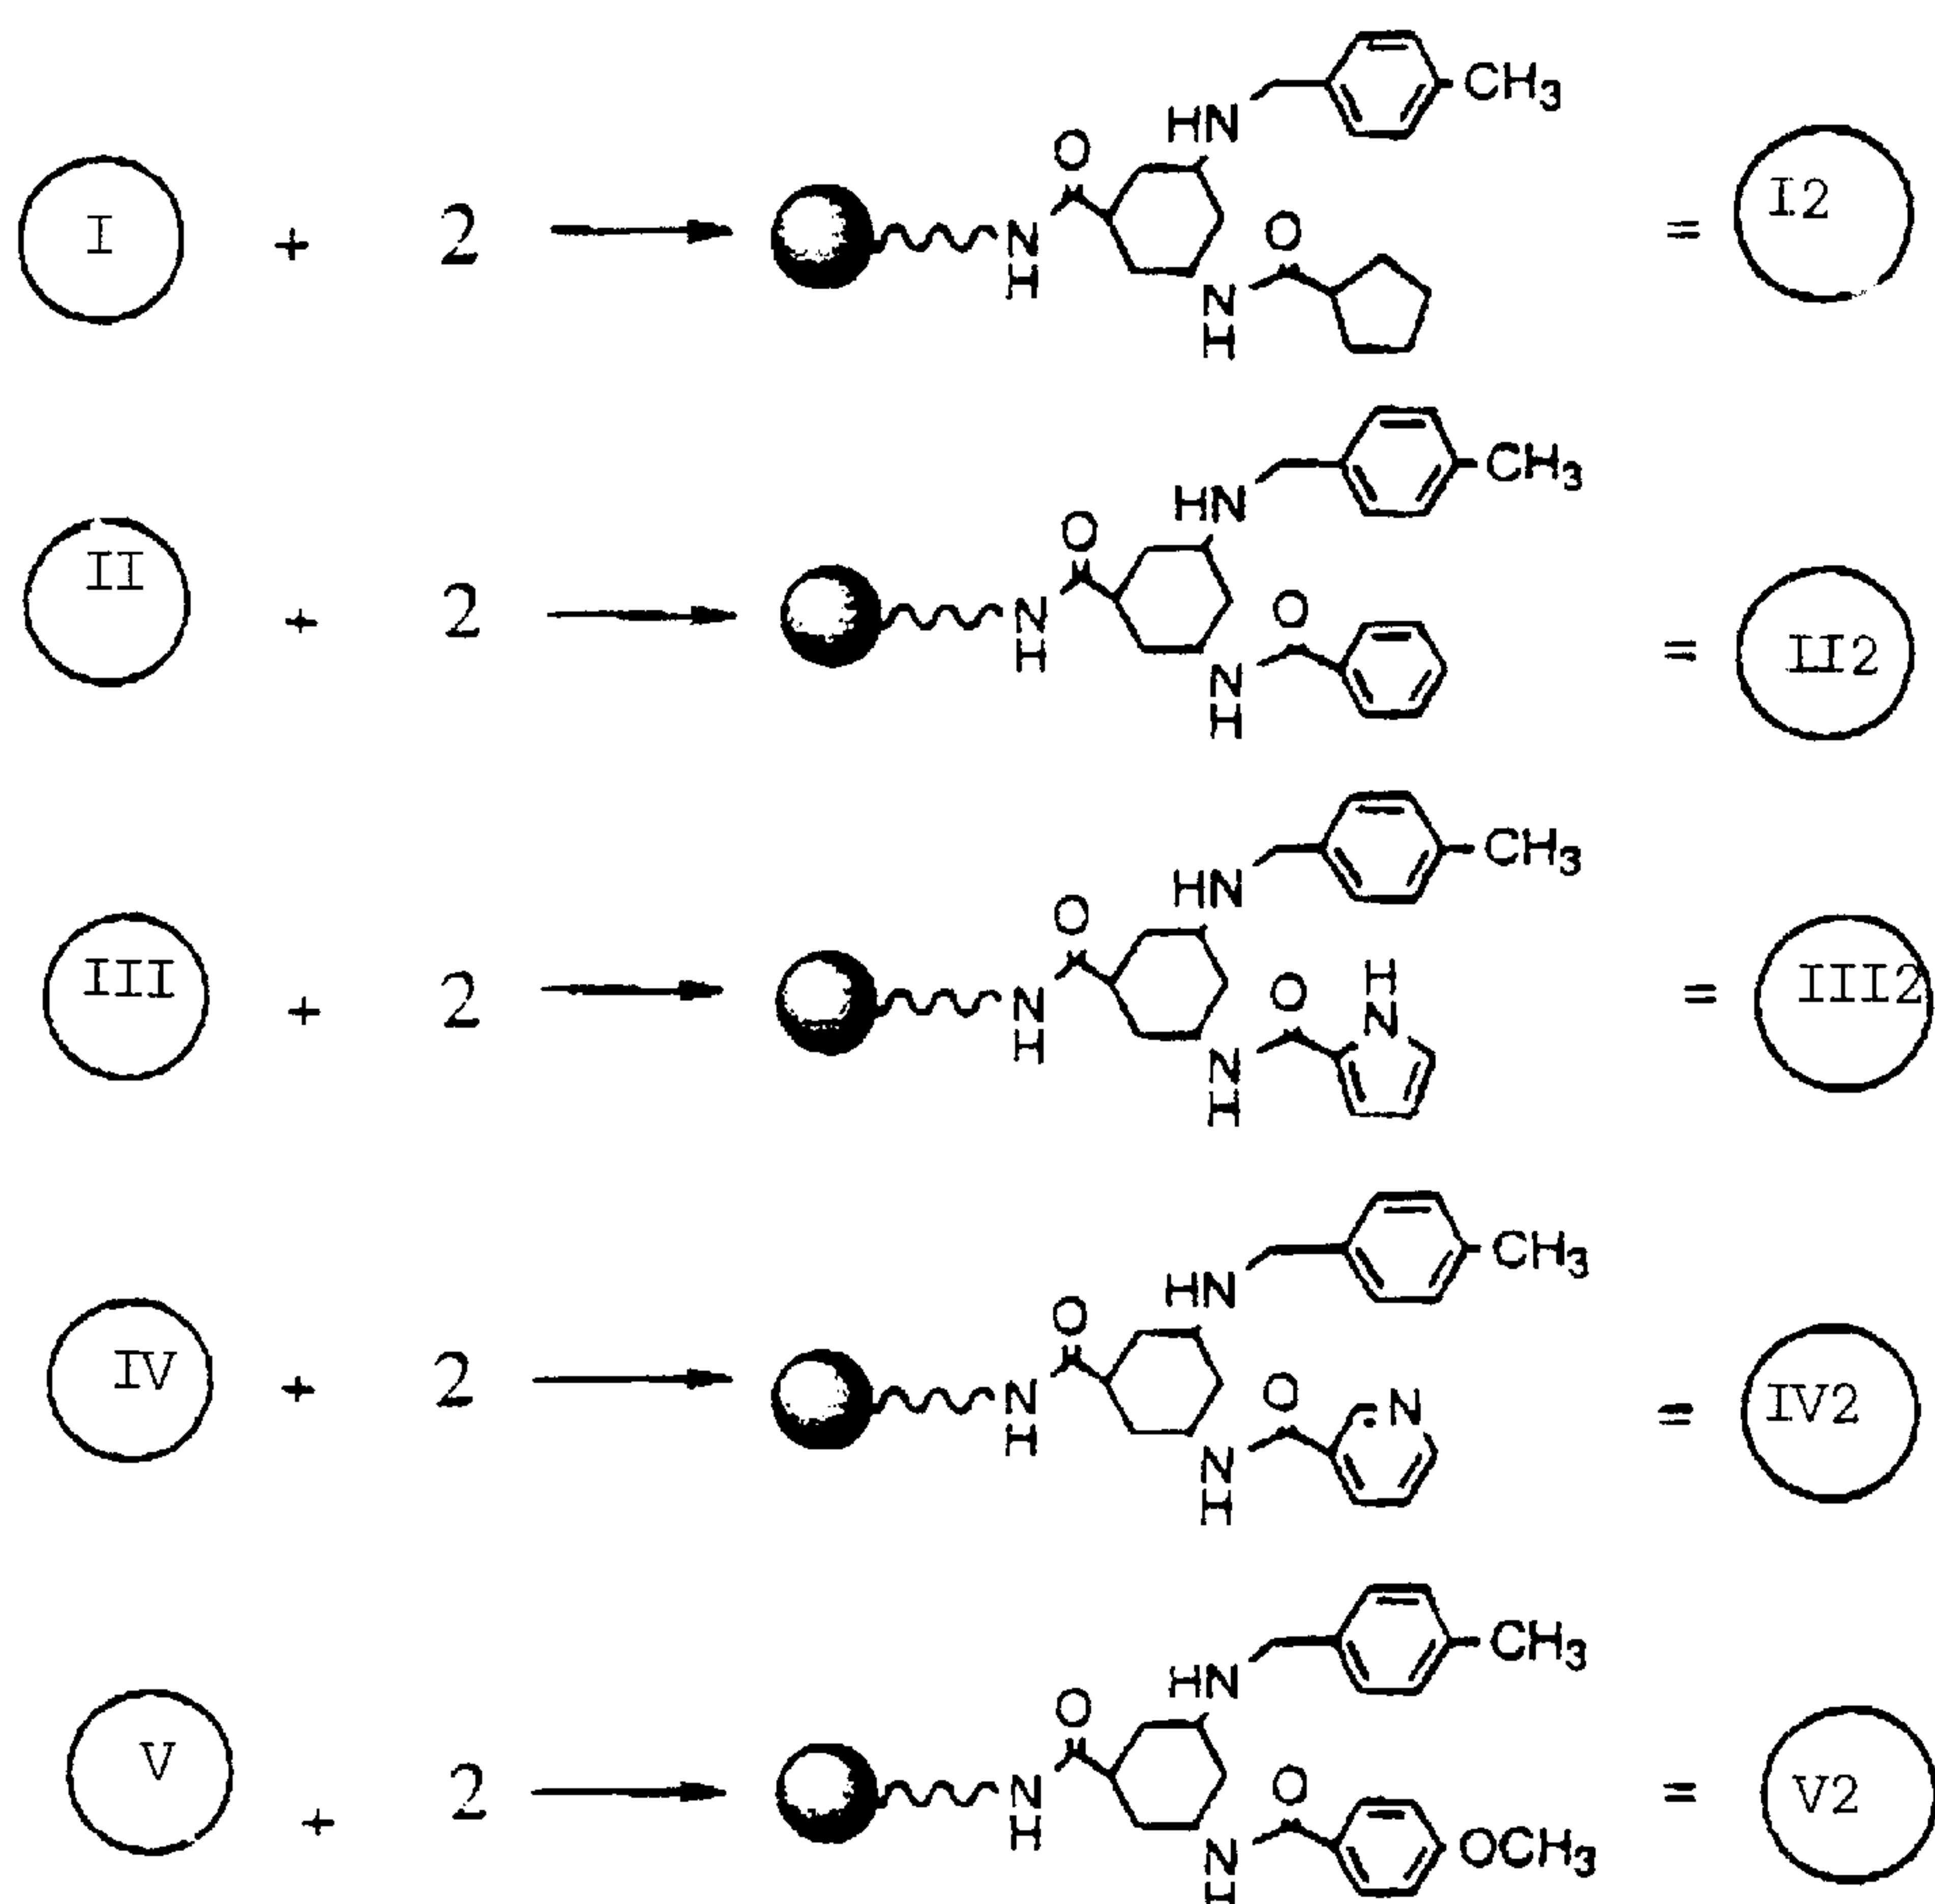 HN CH3
O
I + 2 N H O = I2
N H
HN CH3
O
II + 2 N H O = II2
N H
HN CH3
O
III + 2 N H O H N = III2
N H
HN CH3
O
IV + 2 N H O N = IV2
N H
HN CH3
O
V + 2 N H O = V2
N H OCH3